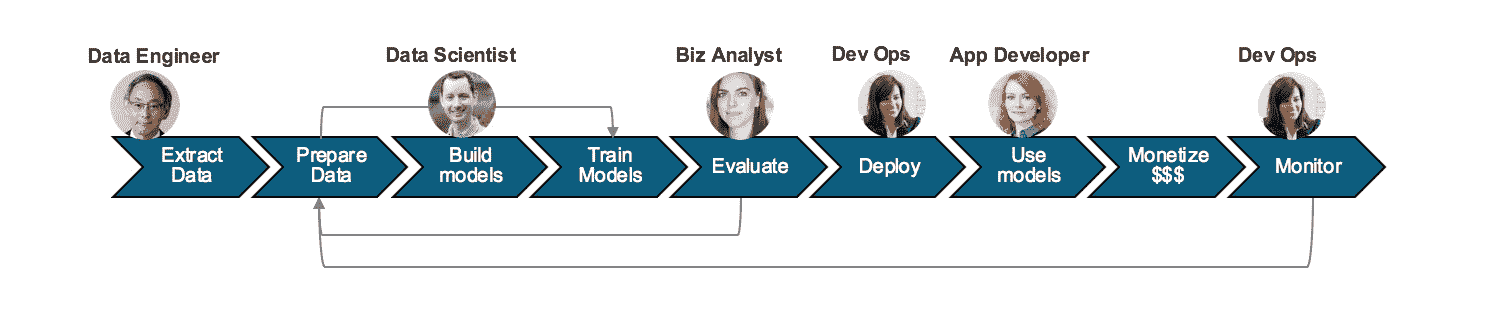 Data Engineer
Data Scientist
Biz Analyst
Dev Ops
App Developer
Dev Ops
Extract
Data
Prepare
Data
Build
models
Train
Models
Evaluate
Deploy
Use
models
Monetize
$$$
Monitor